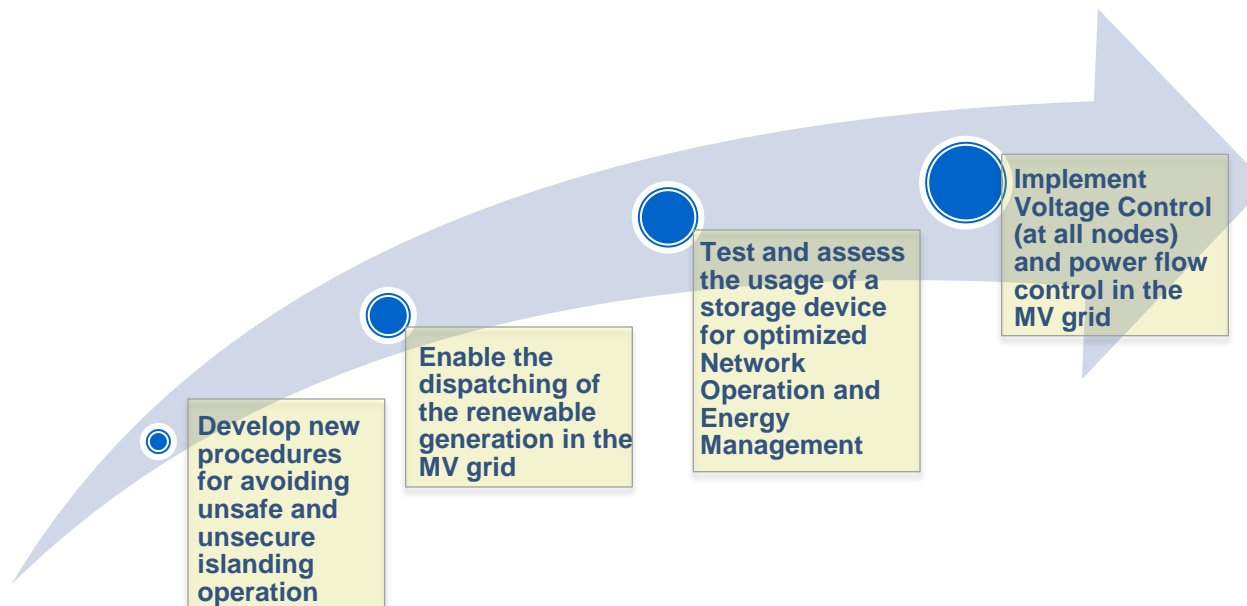 Develop new
procedures
for avoiding
unsafe and
unsecure
islanding
operation
Enable the
dispatching of
the renewable
generation in the
MV grid
Test and assess
the usage of a
storage device
for optimized
Network
Operation and
Energy
Management
Implement
Voltage Control
(at all nodes)
and power flow
control in the
MV grid